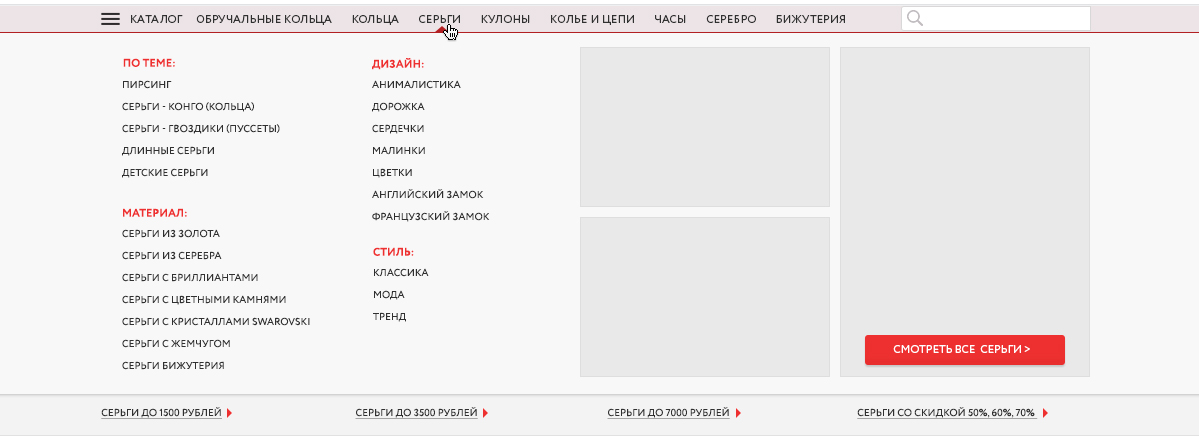 КАТАЛОГ ОБРУЧАЛЬНЫЕ КОЛЬЦА КОЛЬЦА СЕРЬГИ КУЛОНЫ КОЛЬЕ И ЦЕПИ ЧАСЫ СЕРЕБРО БИЖУТЕРИЯ
ПО ТЕМЕ:
ПИРСИНГ
СЕРЬГИ - КОНГО (КОЛЬЦА)
СЕРЬГИ - ГВОЗДИКИ (ПУССЕТЫ)
ДЛИННЫЕ СЕРЬГИ
ДЕТСКИЕ СЕРЬГИ
МАТЕРИАЛ:
СЕРЬГИ ИЗ ЗОЛОТА
СЕРЬГИ ИЗ СЕРЕБРА
СЕРЬГИ С БРИЛЛИАНТАМИ
СЕРЬГИ С ЦВЕТНЫМИ КАМНЯМИ
СЕРЬГИ С КРИСТАЛЛАМИ SWAROVSKI
СЕРЬГИ С ЖЕМЧУГОМ
СЕРЬГИ БИЖУТЕРИЯ
ДИЗАЙН:
АНИМАЛИСТИКА
ДОРОЖКА
СЕРДЕЧКИ
МАЛИНКИ
ЦВЕТКИ
АНГЛИЙСКИЙ ЗАМОК
ФРАНЦУЗСКИЙ ЗАМОК
СТИЛЬ:
КЛАССИКА
МОДА
ТРЕНД
СМОТРЕТЬ ВСЕ СЕРЬГИ >
СЕРЬГИ ДО 1500 РУБЛЕЙ СЕРЬГИ ДО 3500 РУБЛЕЙ СЕРЬГИ ДО 7000 РУБЛЕЙ СЕРЬГИ СО СКИДКОЙ 50%, 60%, 70%